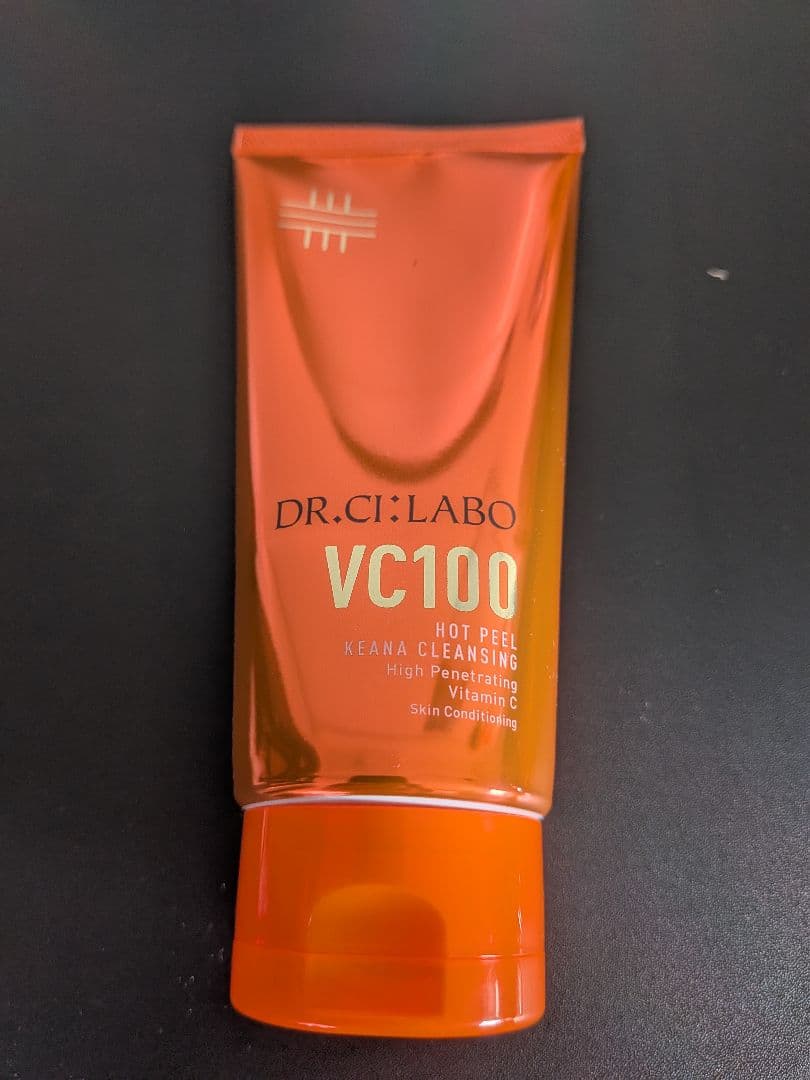 DR.CI:LABO
VC100
HOT PEEL
KEANA CLEANSING
High Penetrating
Vitamin C
Skin Conditioning